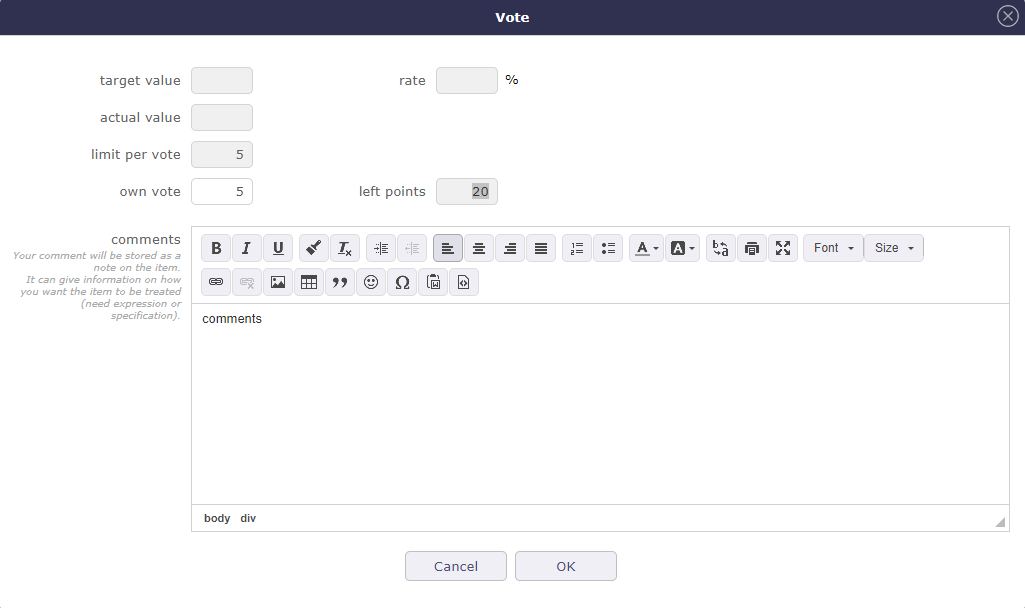 Vote
target value
rate %
actual value
limit per vote 5
own vote 5
left points 20
comments
Your comment will be stored as a
note on the item.
It can give information on how
you want the item to be treated
(need expression or
specification).
Font Size
comments
body div
Cancel OK